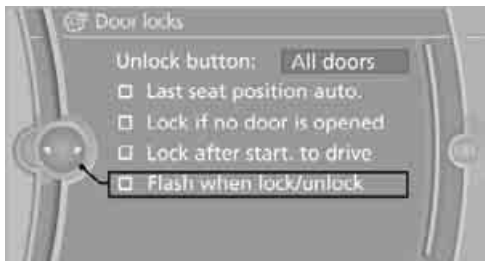 Door locks
Unlock button: All doors
Last seat position auto.
Lock if no door is opened
Lock after start. to drive
Flash when lock/unlock